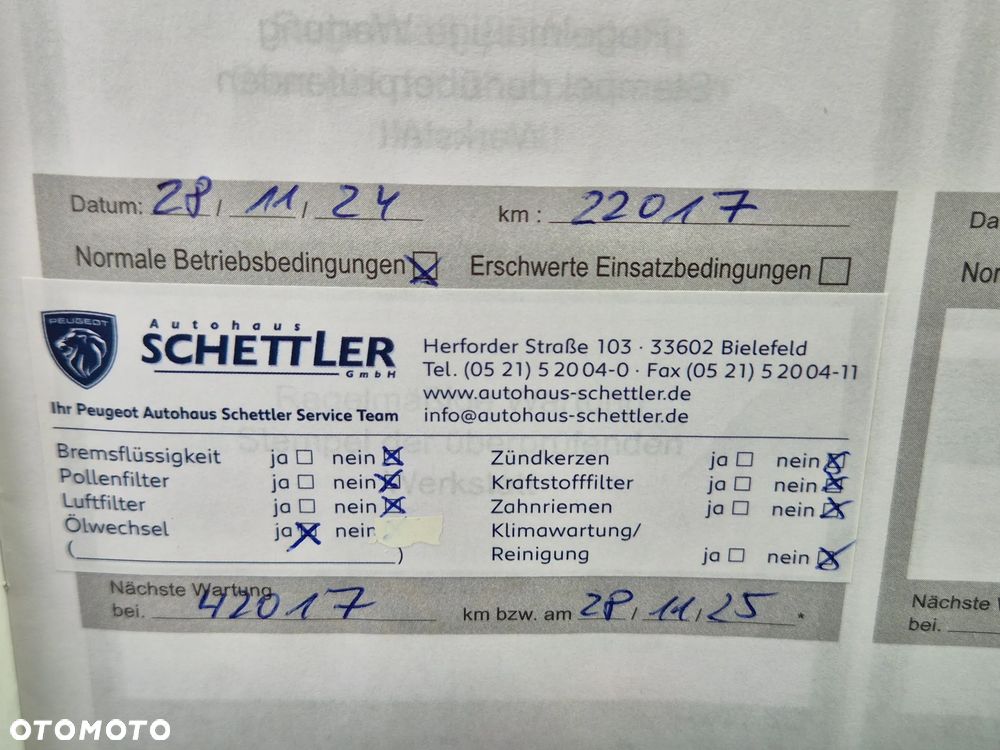 Datum: 28 / 11 / 24 km : 22017
Normale Betriebsbedingungen ☒ Erschwerte Einsatzbedingungen ☐
PEUGEOT
Autohaus
SCHETTLER
GmbH
Ihr Peugeot Autohaus Schettler Service Team
Herforder Straße 103 · 33602 Bielefeld
Tel. (05 21) 5 20 04-0 · Fax (05 21) 5 20 04-11
www.autohaus-schettler.de
info@autohaus-schettler.de
Bremsflüssigkeit ja ☐ nein ☒
Pollenfilter ja ☐ nein ☒
Luftfilter ja ☐ nein ☒
Ölwechsel ja ☒ nein
(____________________)
Zündkerzen ja ☐ nein ☒
Kraftstofffilter ja ☐ nein ☒
Zahnriemen ja ☐ nein ☒
Klimawartung/
Reinigung ja ☐ nein ☒
Nächste Wartung
bei. 42017 km bzw. am 28 / 11 / 25 *
Da
Nor
Nächste
bei.
OTOMOTO